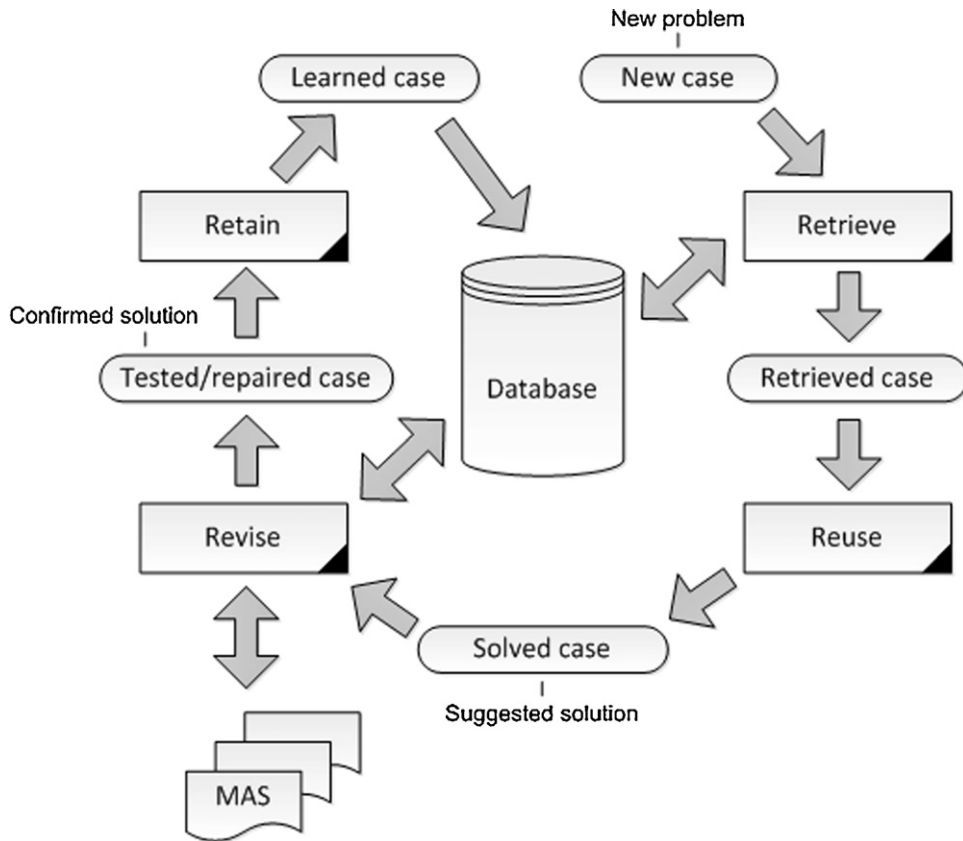 New problem
Learned case
New case
Retain
Retrieve
Confirmed solution
Tested/repaired case
Database
Retrieved case
Revise
Reuse
Solved case
Suggested solution
MAS